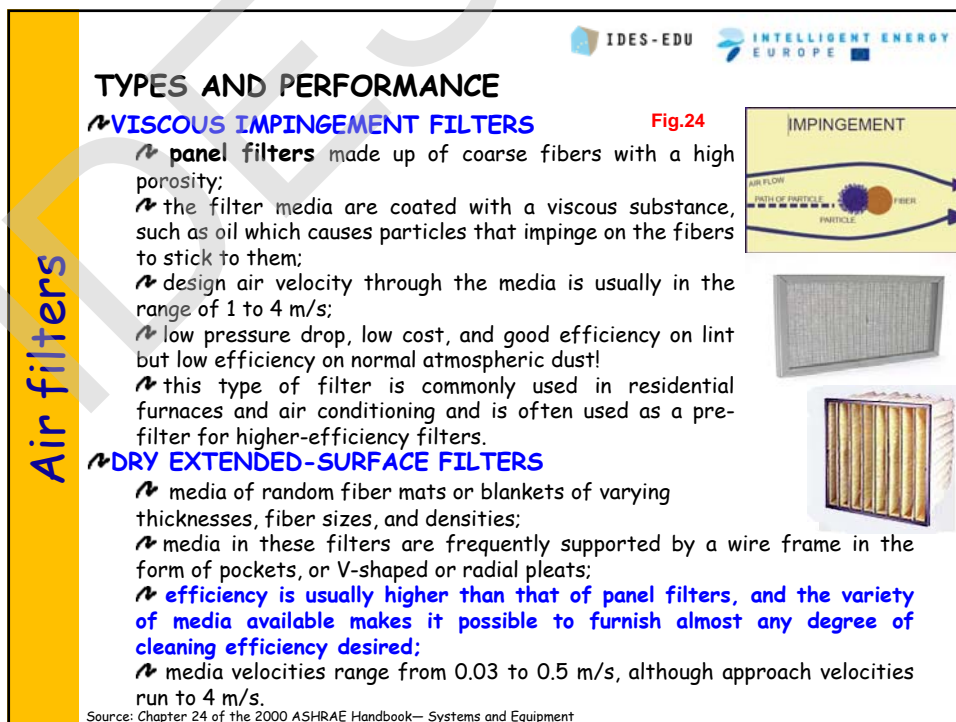 IDES-EDU
INTELLIGENT ENERGY
EUROPE
TYPES AND PERFORMANCE
VISCOUS IMPINGEMENT FILTERS
Fig.24
panel filters made up of coarse fibers with a high
porosity;
the filter media are coated with a viscous substance,
such as oil which causes particles that impinge on the fibers
to stick to them;
design air velocity through the media is usually in the
range of 1 to 4 m/s;
low pressure drop, low cost, and good efficiency on lint
but low efficiency on normal atmospheric dust!
this type of filter is commonly used in residential
furnaces and air conditioning and is often used as a pre-
filter for higher-efficiency filters.
IMPINGEMENT
AIR FLOW
PATH OF PARTICLE
FIBER
PARTICLE
DRY EXTENDED-SURFACE FILTERS
media of random fiber mats or blankets of varying
thicknesses, fiber sizes, and densities;
media in these filters are frequently supported by a wire frame in the
form of pockets, or V-shaped or radial pleats;
efficiency is usually higher than that of panel filters, and the variety
of media available makes it possible to furnish almost any degree of
cleaning efficiency desired;
media velocities range from 0.03 to 0.5 m/s, although approach velocities
run to 4 m/s.
Source: Chapter 24 of the 2000 ASHRAE Handbook— Systems and Equipment
Air filters
IDES